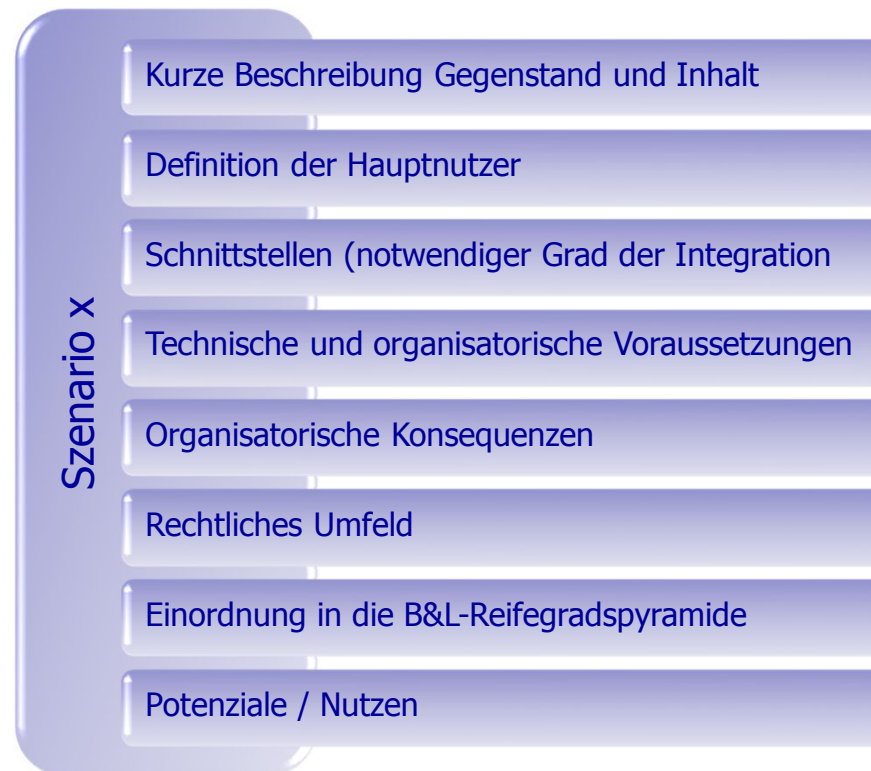 Szenario x
Kurze Beschreibung Gegenstand und Inhalt
Definition der Hauptnutzer
Schnittstellen (notwendiger Grad der Integration
Technische und organisatorische Voraussetzungen
Organisatorische Konsequenzen
Rechtliches Umfeld
Einordnung in die B&L-Reifegradspyramide
Potenziale / Nutzen